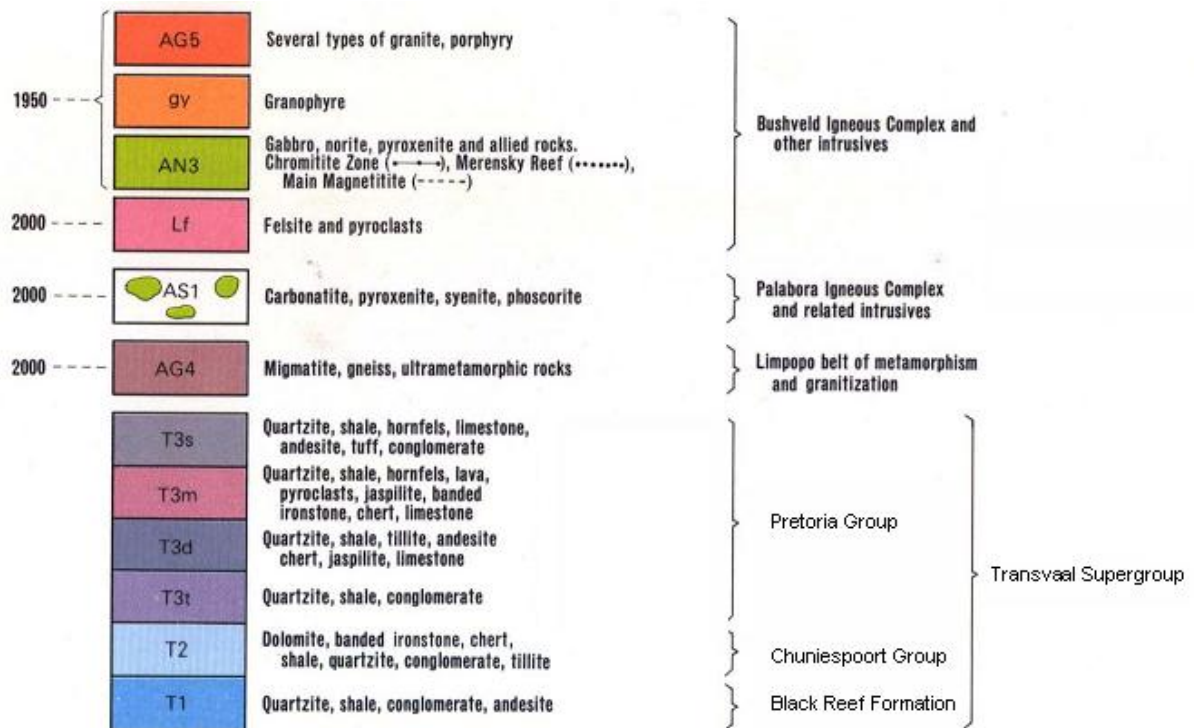 AG5
Several types of granite, porphyry
1950
gy
Granophyre
AN3
Gabbro, norite, pyroxenite and allied rocks.
Chromitite Zone (), Merensky Reef (•••••••),
Main Magnetitite (-----)
Bushveld Igneous Complex and
other intrusives
2000
Lf
Felsite and pyroclasts
2000
AS1
Carbonatite, pyroxenite, syenite, phoscorite
Palabora Igneous Complex
and related intrusives
2000
AG4
Migmatite, gneiss, ultrametamorphic rocks
Limpopo belt of metamorphism
and granitization
T3s
Quartzite, shale, hornfels, limestone,
andesite, tuff, conglomerate
T3m
Quartzite, shale, hornfels, lava,
pyroclasts, jaspilite, banded
ironstone, chert, limestone
T3d
Quartzite, shale, tillite, andesite
chert, jaspilite, limestone
T3t
Quartzite, shale, conglomerate
Pretoria Group
T2
Dolomite, banded ironstone, chert,
shale, quartzite, conglomerate, tillite
Chuniespoort Group
T1
Quartzite, shale, conglomerate, andesite
Black Reef Formation
Transvaal Supergroup